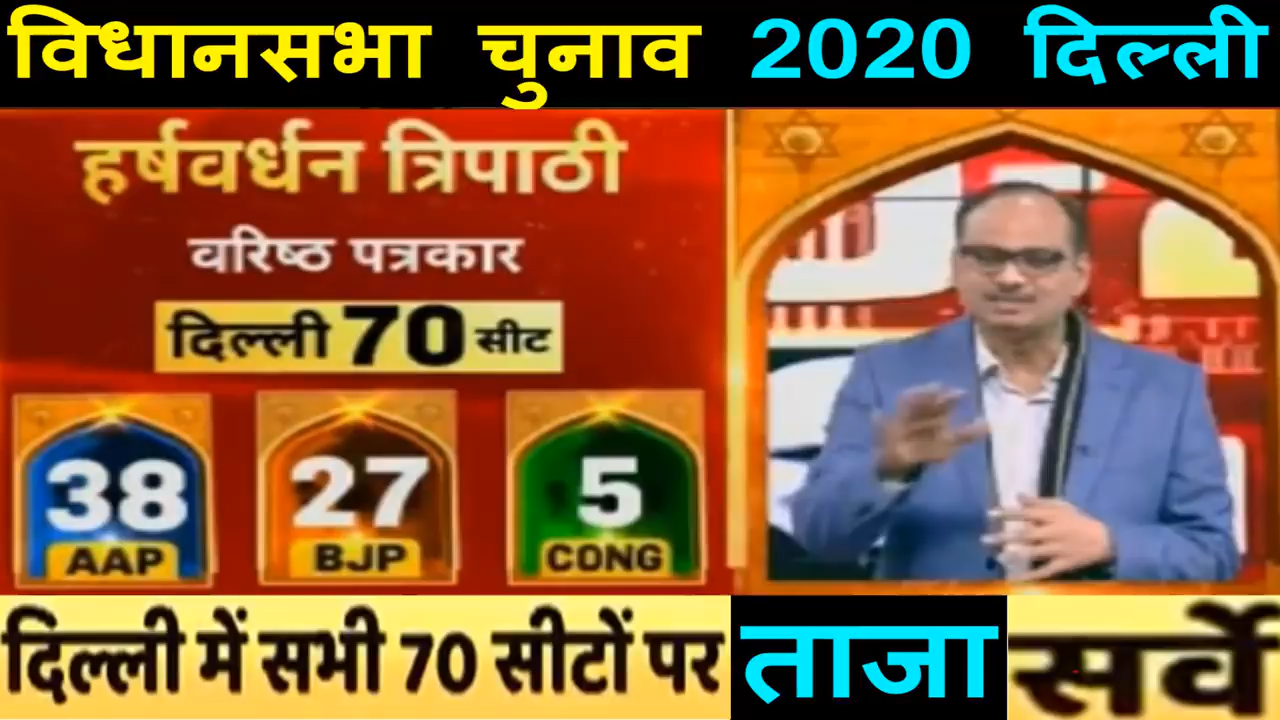 विधानसभा चुनाव 2020 दिल्ली
हर्षवर्धन त्रिपाठी
वरिष्ठ पत्रकार
दिल्ली 70 सीट
38 27 5
AAP BJP CONG
दिल्ली में सभी 70 सीटों पर ताजा सर्वे